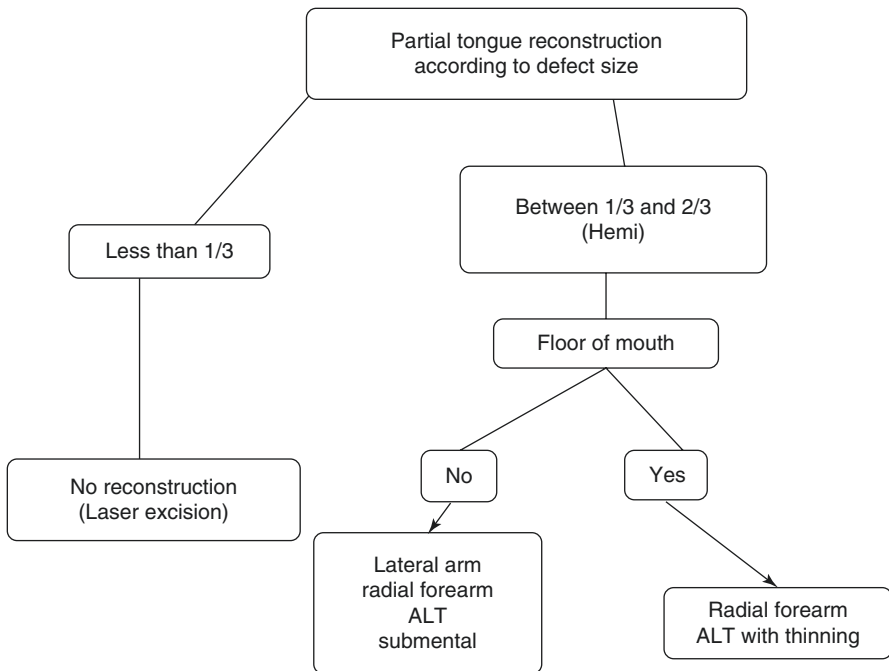 Partial tongue reconstruction
according to defect size
Less than 1/3
Between 1/3 and 2/3
(Hemi)
Floor of mouth
No reconstruction
(Laser excision)
No
Yes
Lateral arm
radial forearm
ALT
submental
Radial forearm
ALT with thinning